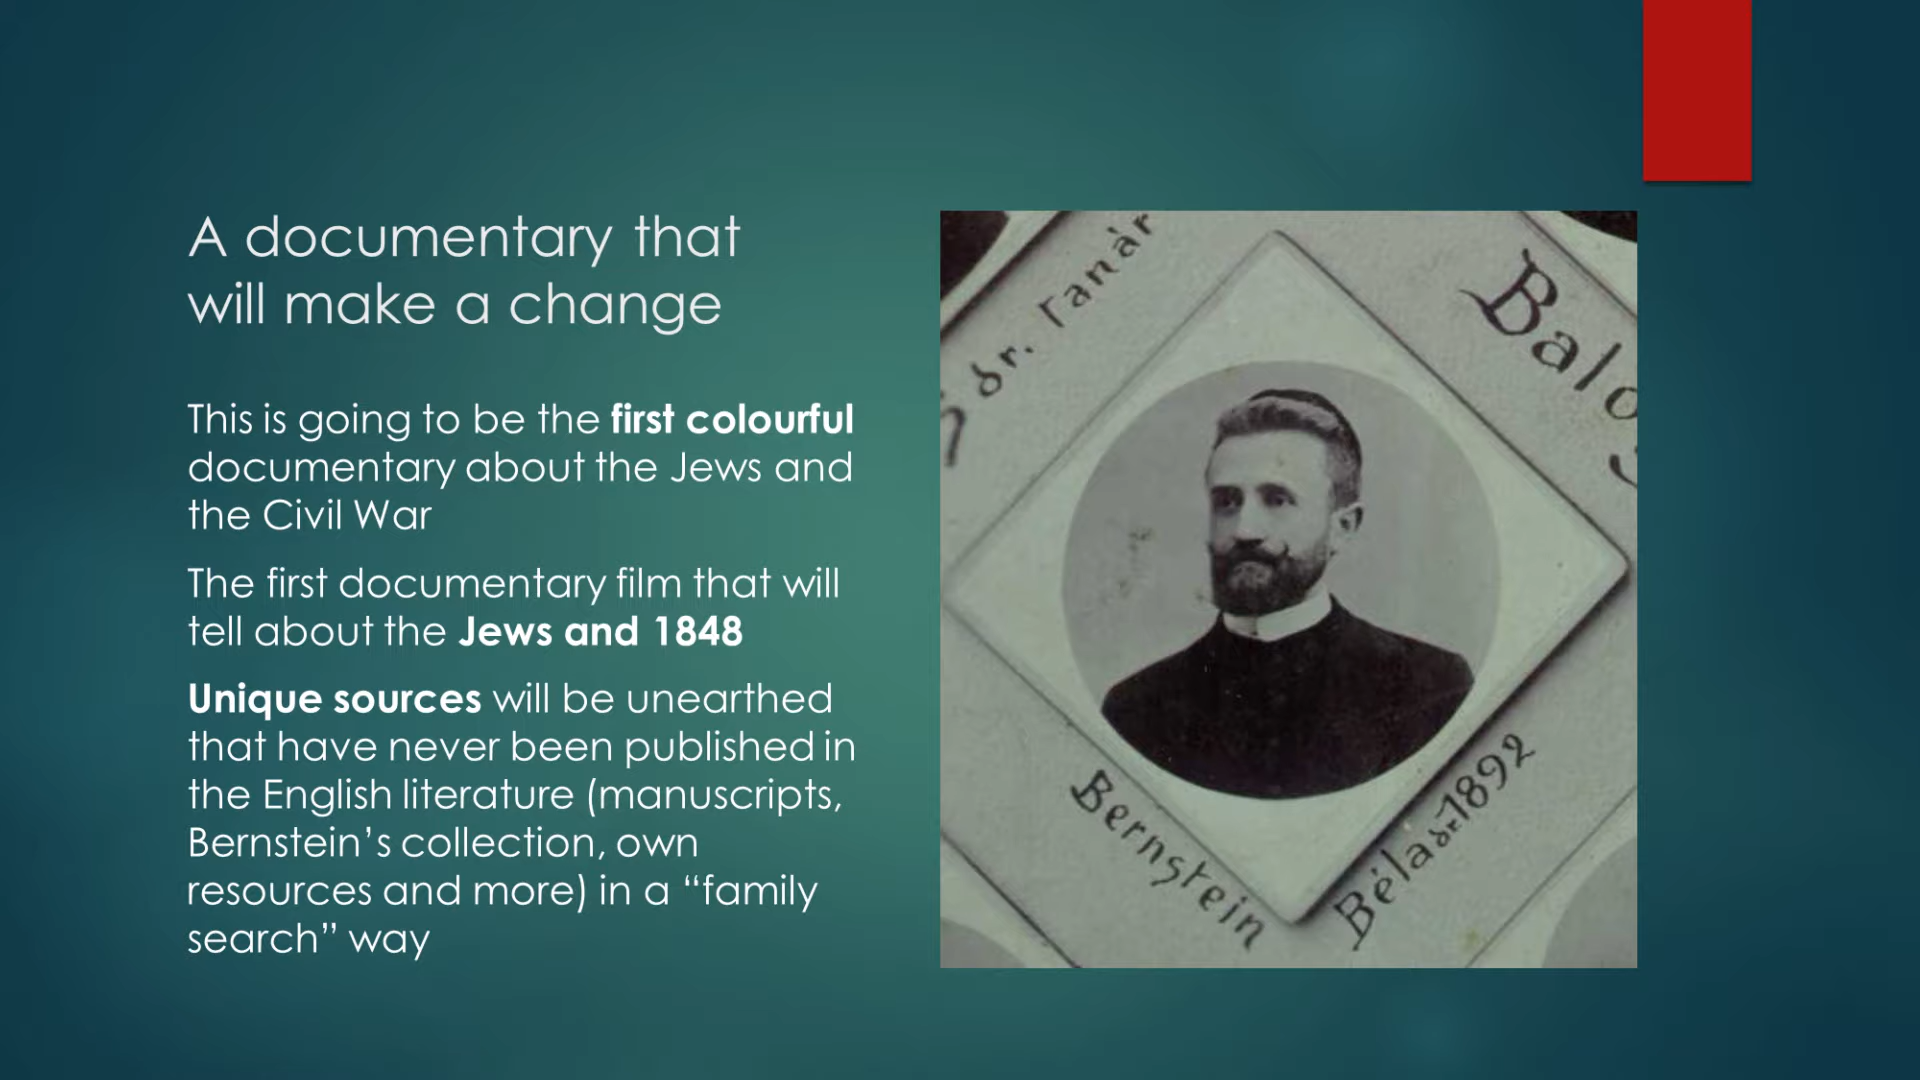 A documentary that
will make a change
This is going to be the first colourful
documentary about the Jews and
the Civil War
The first documentary film that will
tell about the Jews and 1848
Unique sources will be unearthed
that have never been published in
the English literature (manuscripts,
Bernstein’s collection, own
resources and more) in a “family
search” way
dr. Tanár
Balo
Bernstein
Béla 1892